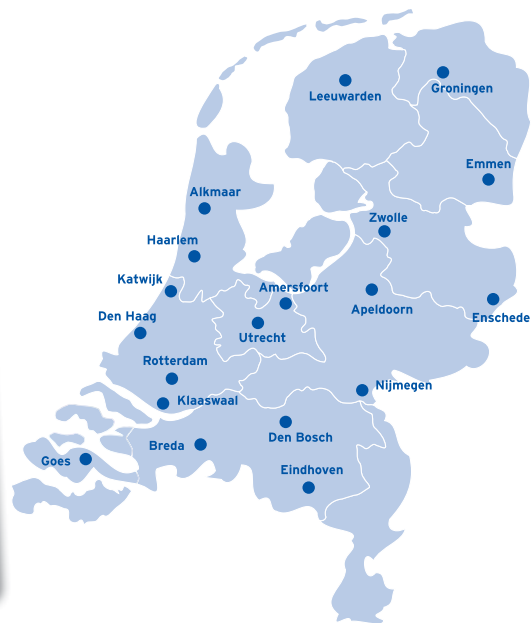 Groningen
Leeuwarden
Emmen
Alkmaar
Zwolle
Haarlem
Katwijk
Amersfoort
Apeldoorn
Den Haag
Enschede
Utrecht
Rotterdam
Nijmegen
Klaaswaal
Den Bosch
Breda
Goes
Eindhoven